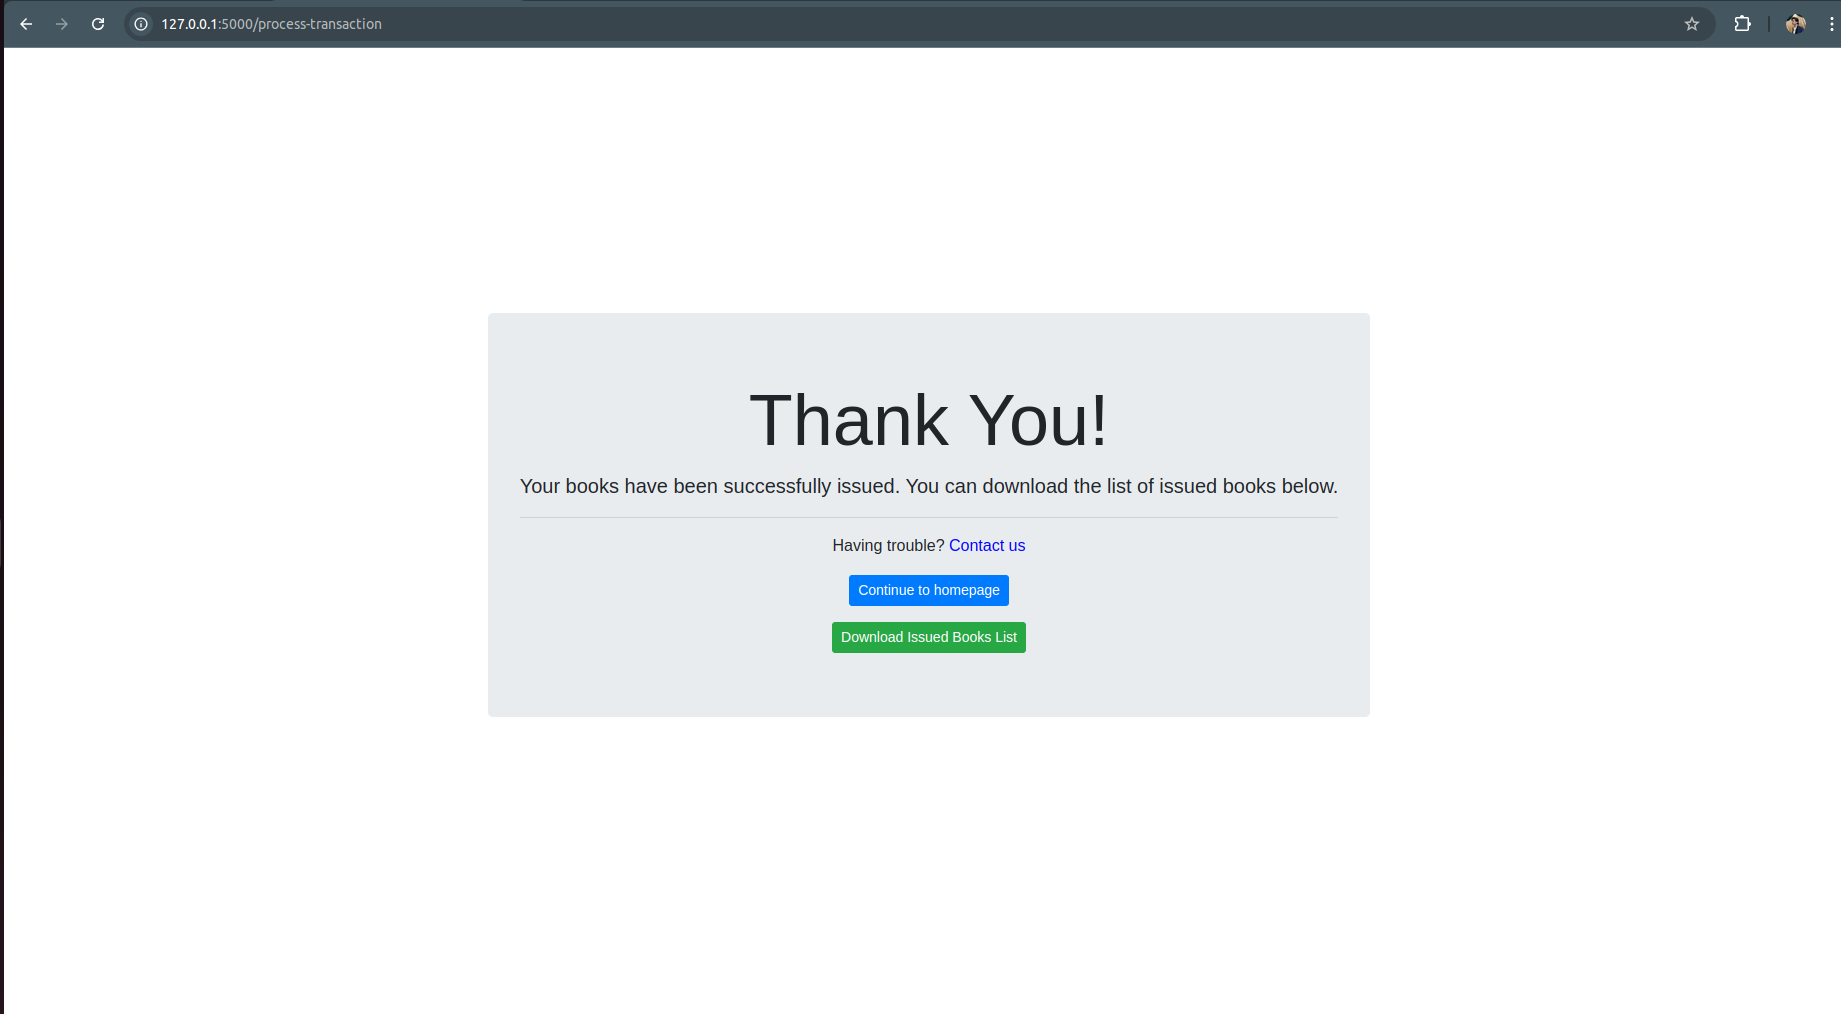 127.0.0.1:5000/process-transaction
Thank You!
Your books have been successfully issued. You can download the list of issued books below.
Having trouble? Contact us
Continue to homepage
Download Issued Books List